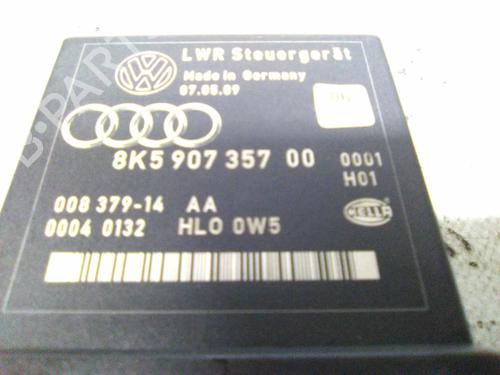 LWR Steuergerät
Made in Germany
07.05.09
8K5 907 357 00 0001
H01
008 379-14 AA
0004 0132 HLO 0W5
HELLA
B-PARTS